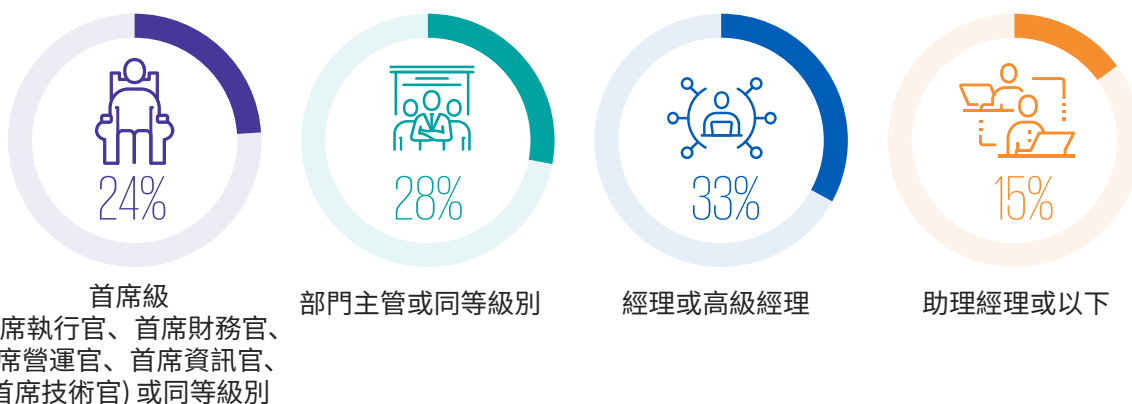 24%
28%
33%
15%
首席級
席執行官、首席財務官、
席營運官、首席資訊官、
首席技術官) 或同等級別
部門主管或同等級別
經理或高級經理
助理經理或以下